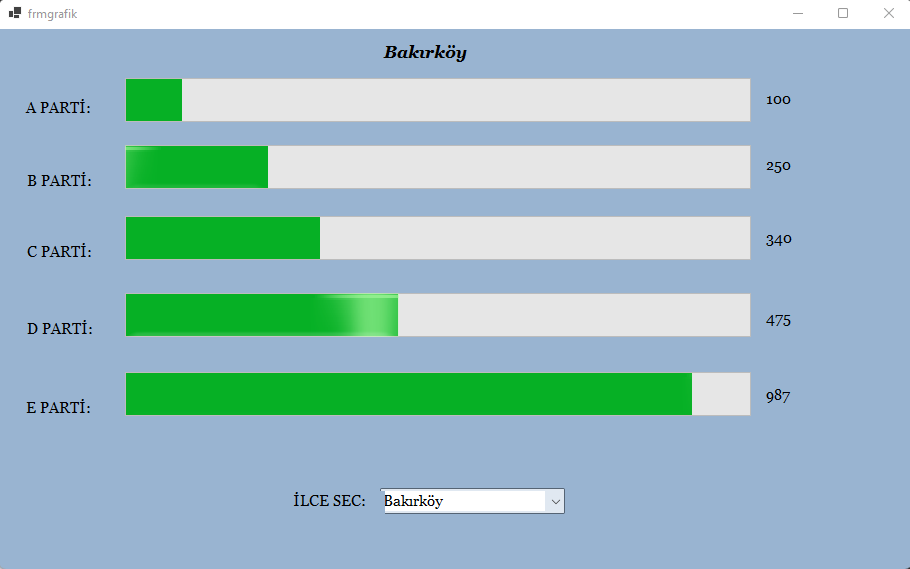 frmgrafik
Bakırköy
A PARTİ: 100
B PARTİ: 250
C PARTİ: 340
D PARTİ: 475
E PARTİ: 987
İLCE SEC: Bakırköy